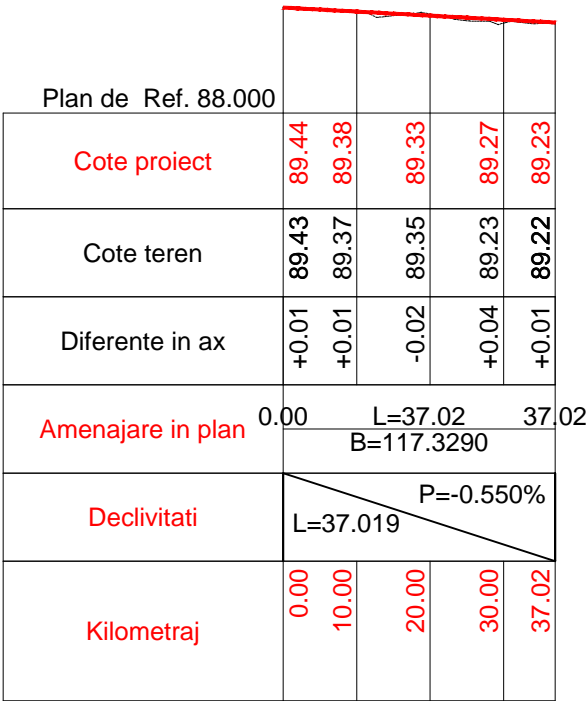 Plan de Ref. 88.000
Cote proiect 89.44 89.38 89.33 89.27 89.23
Cote teren 89.43 89.37 89.35 89.23 89.22
Diferente in ax +0.01 +0.01 -0.02 +0.04 +0.01
Amenajare in plan 0.00 L=37.02 37.02
B=117.3290
Declivitati P=-0.550%
L=37.019
Kilometraj 0.00 10.00 20.00 30.00 37.02